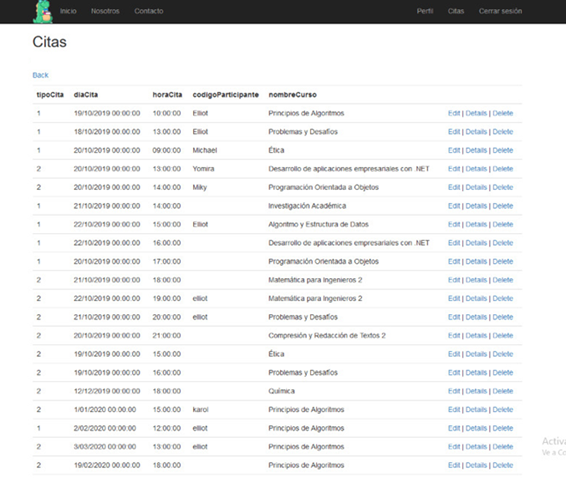 Inicio Nosotros Contacto Perfil Citas Cerrar sesión
Citas
Back
tipoCita diaCita horaCita codigoParticipante nombreCurso
1 19/10/2019 00:00:00 10:00:00 Elliot Principios de Algoritmos Edit | Details | Delete
1 18/10/2019 00:00:00 13:00:00 Elliot Problemas y Desafíos Edit | Details | Delete
1 20/10/2019 00:00:00 09:00:00 Michael Ética Edit | Details | Delete
2 20/10/2019 00:00:00 13:00:00 Yomira Desarrollo de aplicaciones empresariales con .NET Edit | Details | Delete
2 20/10/2019 00:00:00 14:00:00 Miky Programación Orientada a Objetos Edit | Details | Delete
1 21/10/2019 00:00:00 14:00:00 Investigación Académica Edit | Details | Delete
1 22/10/2019 00:00:00 15:00:00 Elliot Algoritmo y Estructura de Datos Edit | Details | Delete
1 22/10/2019 00:00:00 16:00:00 Desarrollo de aplicaciones empresariales con .NET Edit | Details | Delete
1 20/10/2019 00:00:00 17:00:00 Programación Orientada a Objetos Edit | Details | Delete
2 21/10/2019 00:00:00 18:00:00 Matemática para Ingenieros 2 Edit | Details | Delete
2 22/10/2019 00:00:00 19:00:00 elliot Matemática para Ingenieros 2 Edit | Details | Delete
2 21/10/2019 00:00:00 20:00:00 elliot Problemas y Desafíos Edit | Details | Delete
2 20/10/2019 00:00:00 21:00:00 Compresión y Redacción de Textos 2 Edit | Details | Delete
2 19/10/2019 00:00:00 15:00:00 Ética Edit | Details | Delete
2 19/10/2019 00:00:00 16:00:00 Problemas y Desafíos Edit | Details | Delete
2 12/12/2019 00:00:00 18:00:00 Química Edit | Details | Delete
2 1/01/2020 00:00:00 15:00:00 karol Principios de Algoritmos Edit | Details | Delete
1 2/02/2020 00:00:00 12:00:00 elliot Principios de Algoritmos Edit | Details | Delete
2 3/03/2020 00:00:00 13:00:00 elliot Principios de Algoritmos Edit | Details | Delete
2 19/02/2020 00:00:00 18:00:00 Principios de Algoritmos Edit | Details | Delete
Activa
Ve a Co